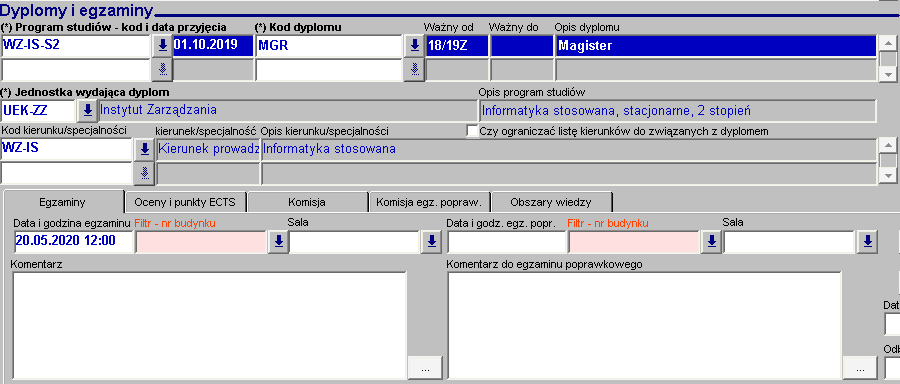 Dyplomy i egzaminy
(*) Program studiów - kod i data przyjęcia (*) Kod dyplomu Ważny od Ważny do Opis dyplomu
WZ-IS-S2 01.10.2019 MGR 18/19Z Magister
(*) Jednostka wydająca dyplom Opis program studiów
UEK-ZZ Instytut Zarządzania Informatyka stosowana, stacjonarne, 2 stopień
Kod kierunku/specjalności kierunek/specjalność Opis kierunku/specjalności Czy ograniczać listę kierunków do związanych z dyplomem
WZ-IS Kierunek prowadz Informatyka stosowana
Egzaminy Oceny i punkty ECTS Komisja Komisja egz. popraw. Obszary wiedzy
Data i godzina egzaminu Filtr - nr budynku Sala Data i godz. egz. popr. Filtr - nr budynku Sala
20.05.2020 12:00
Komentarz Komentarz do egzaminu poprawkowego
Dat
Odb
... ...